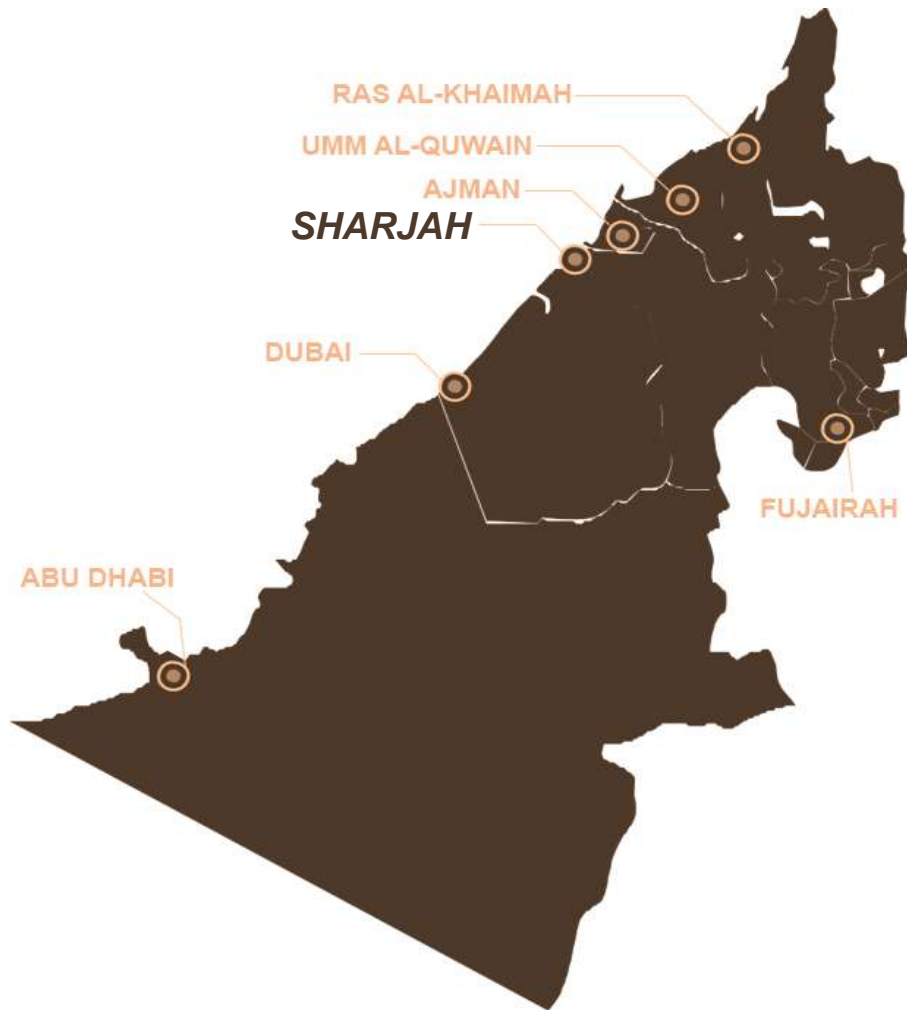 RAS AL-KHAIMAH
UMM AL-QUWAIN
AJMAN
SHARJAH
DUBAI
FUJAIRAH
ABU DHABI